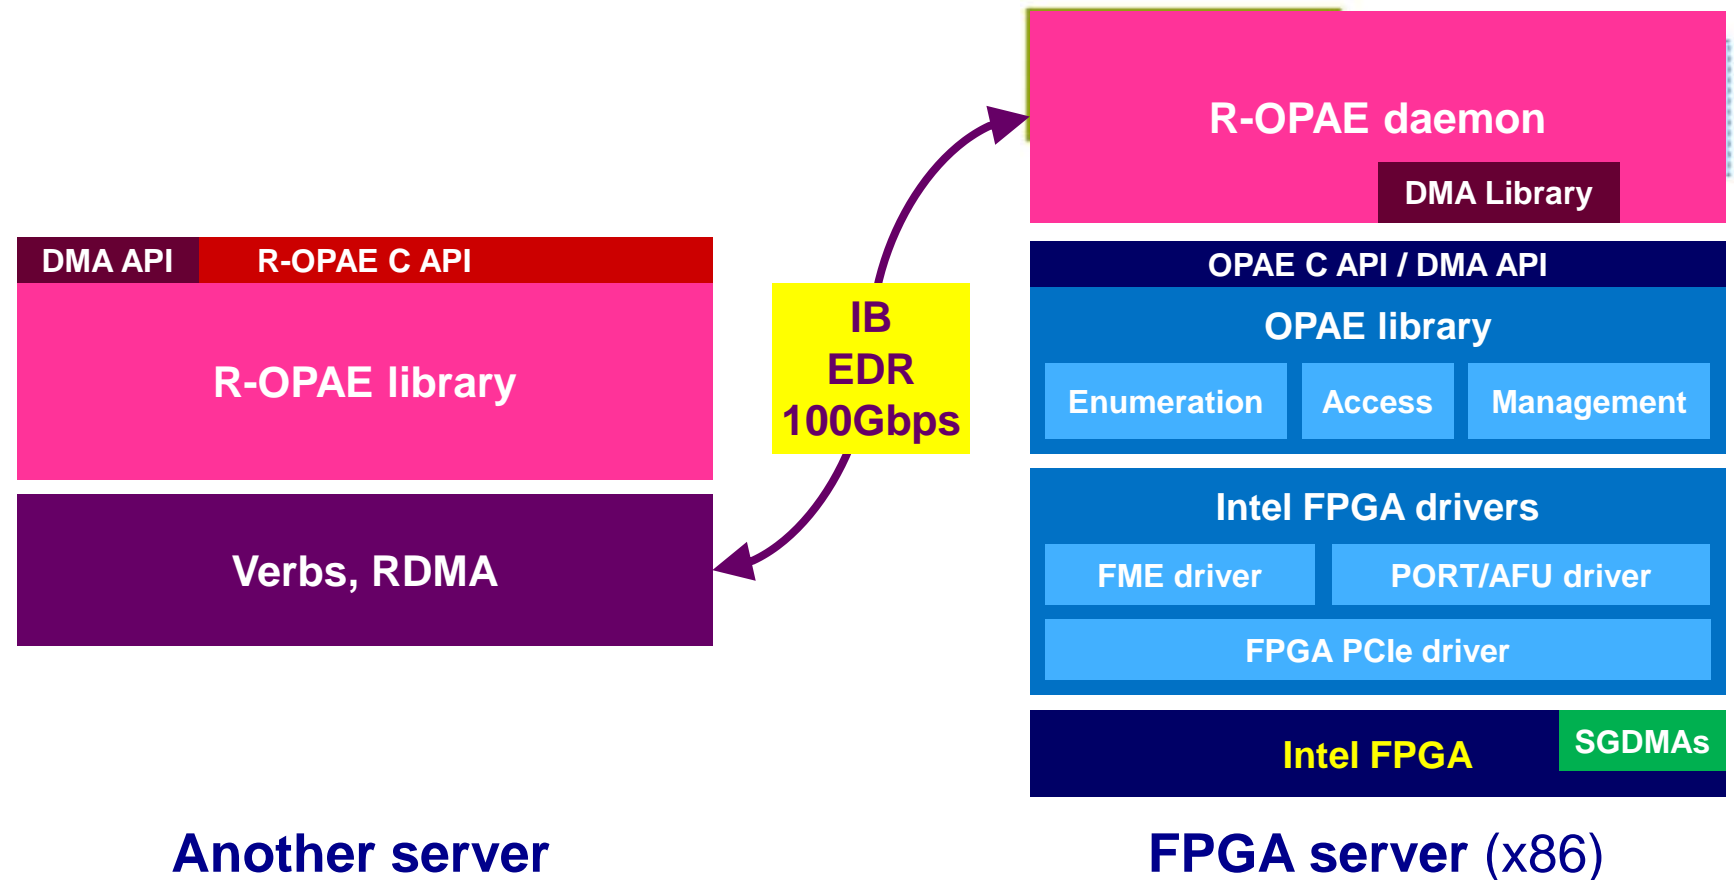 DMA API
R-OPAE C API
R-OPAE library
Verbs, RDMA
Another server
IB
EDR
100Gbps
R-OPAE daemon
DMA Library
OPAE C API / DMA API
OPAE library
Enumeration
Access
Management
Intel FPGA drivers
FME driver
PORT/AFU driver
FPGA PCIe driver
Intel FPGA
SGDMAs
FPGA server (x86)